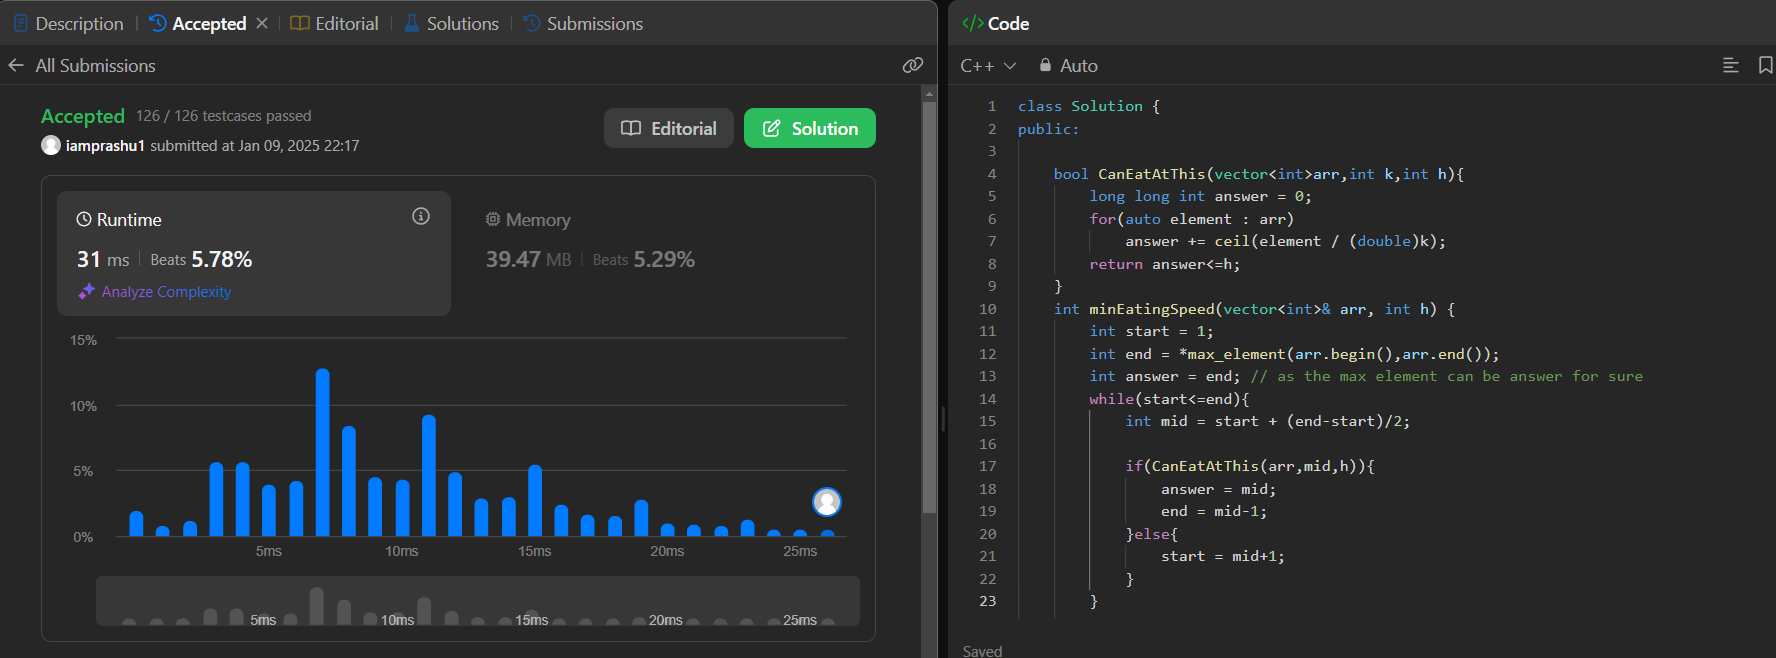 Description
Accepted
Editorial
Solutions
Submissions
All Submissions
Accepted 126 / 126 testcases passed
iamprashu1 submitted at Jan 09, 2025 22:17
Editorial
Solution
Runtime
31 ms | Beats 5.78%
Analyze Complexity
Memory
39.47 MB | Beats 5.29%
15%
10%
5%
0%
5ms 10ms 15ms 20ms 25ms
5ms 10ms 15ms 20ms 25ms
</> Code
C++ Auto
1 class Solution {
2 public:
3
4 bool CanEatAtThis(vector<int>arr,int k,int h){
5 long long int answer = 0;
6 for(auto element : arr)
7 answer += ceil(element / (double)k);
8 return answer<=h;
9 }
10 int minEatingSpeed(vector<int>& arr, int h) {
11 int start = 1;
12 int end = *max_element(arr.begin(),arr.end());
13 int answer = end; // as the max element can be answer for sure
14 while(start<=end){
15 int mid = start + (end-start)/2;
16
17 if(CanEatAtThis(arr,mid,h)){
18 answer = mid;
19 end = mid-1;
20 }else{
21 start = mid+1;
22 }
23 }
Saved